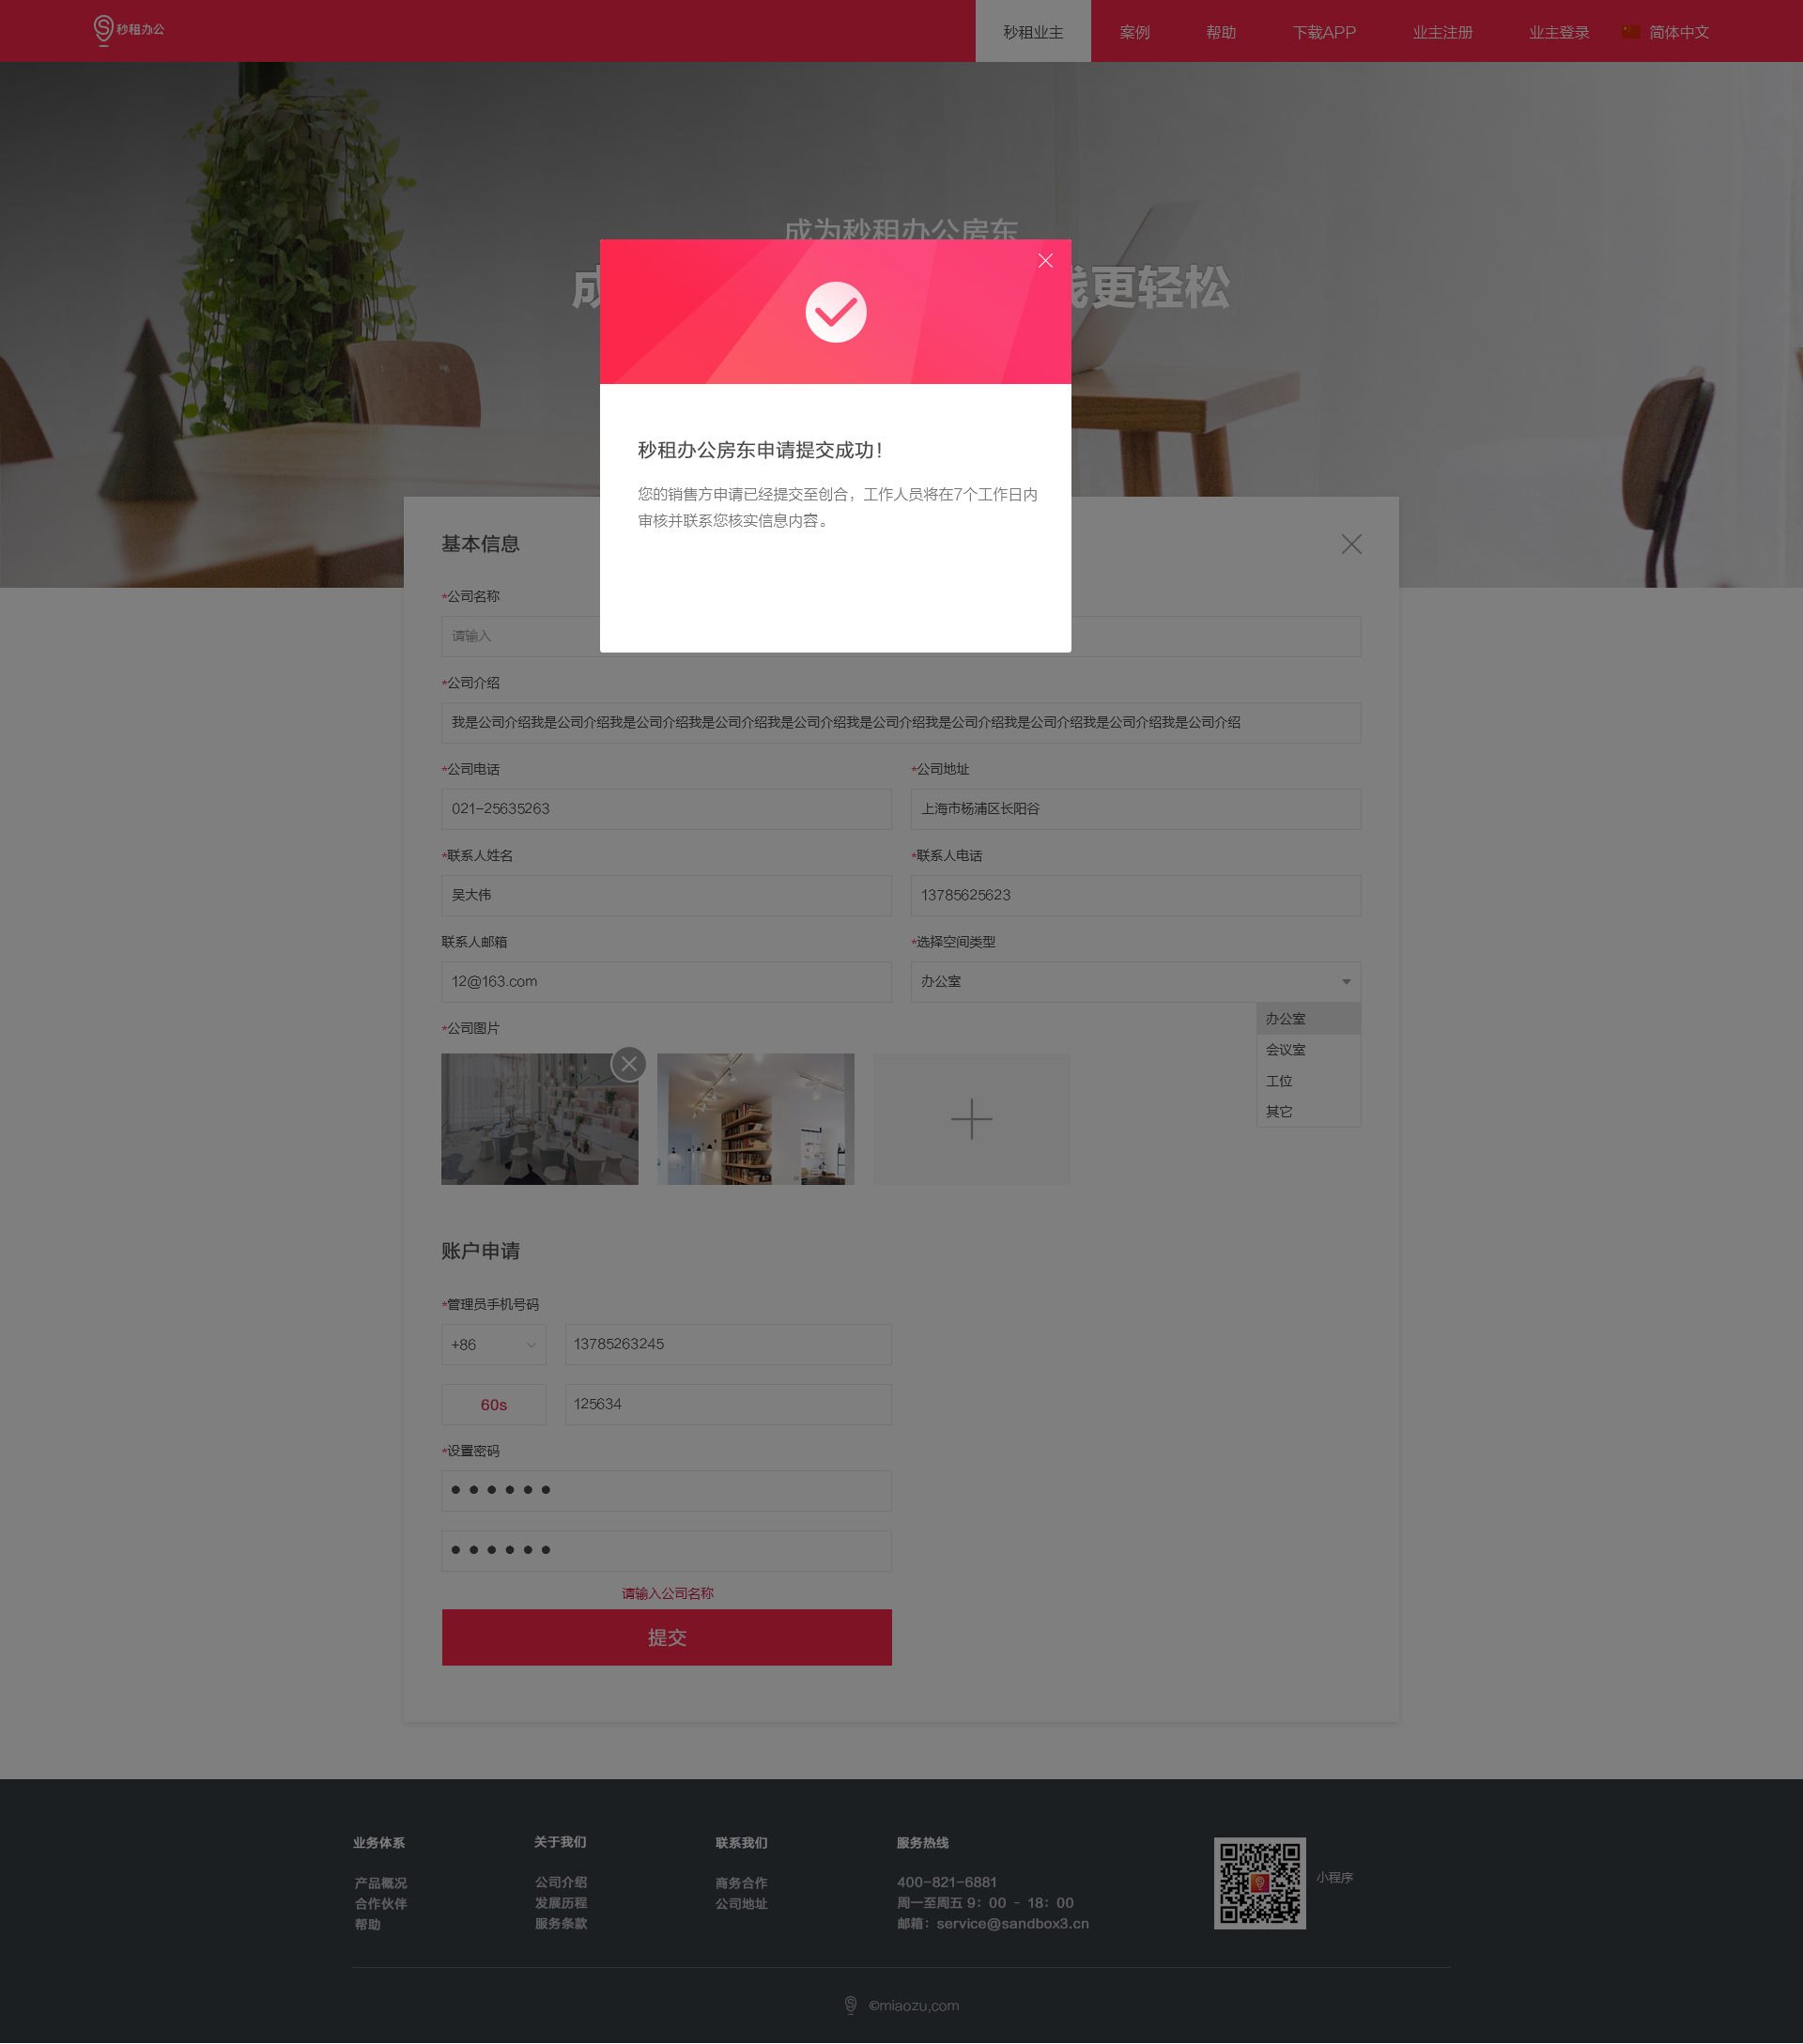 秒租办公
秒租业主
案例
帮助
下载APP
业主注册
业主登录
简体中文
成为秒租办公房东
更轻松
秒租办公房东申请提交成功！
您的销售方申请已经提交至创合，工作人员将在7个工作日内
审核并联系您核实信息内容。
基本信息
*公司名称
请输入
*公司介绍
我是公司介绍我是公司介绍我是公司介绍我是公司介绍我是公司介绍我是公司介绍我是公司介绍我是公司介绍我是公司介绍我是公司介绍
*公司电话
*公司地址
021-25635263
上海市杨浦区长阳谷
*联系人姓名
*联系人电话
吴大伟
13785625623
联系人邮箱
*选择空间类型
12@163.com
办公室
*公司图片
办公室
会议室
工位
其它
账户申请
*管理员手机号码
+86
13785263245
60s
125634
*设置密码
请输入公司名称
提交
业务体系
产品概况
合作伙伴
帮助
关于我们
公司介绍
发展历程
服务条款
联系我们
商务合作
公司地址
服务热线
400-821-6881
周一至周五 9：00 - 18：00
邮箱：service@sandbox3.cn
小程序
©miaozu,com